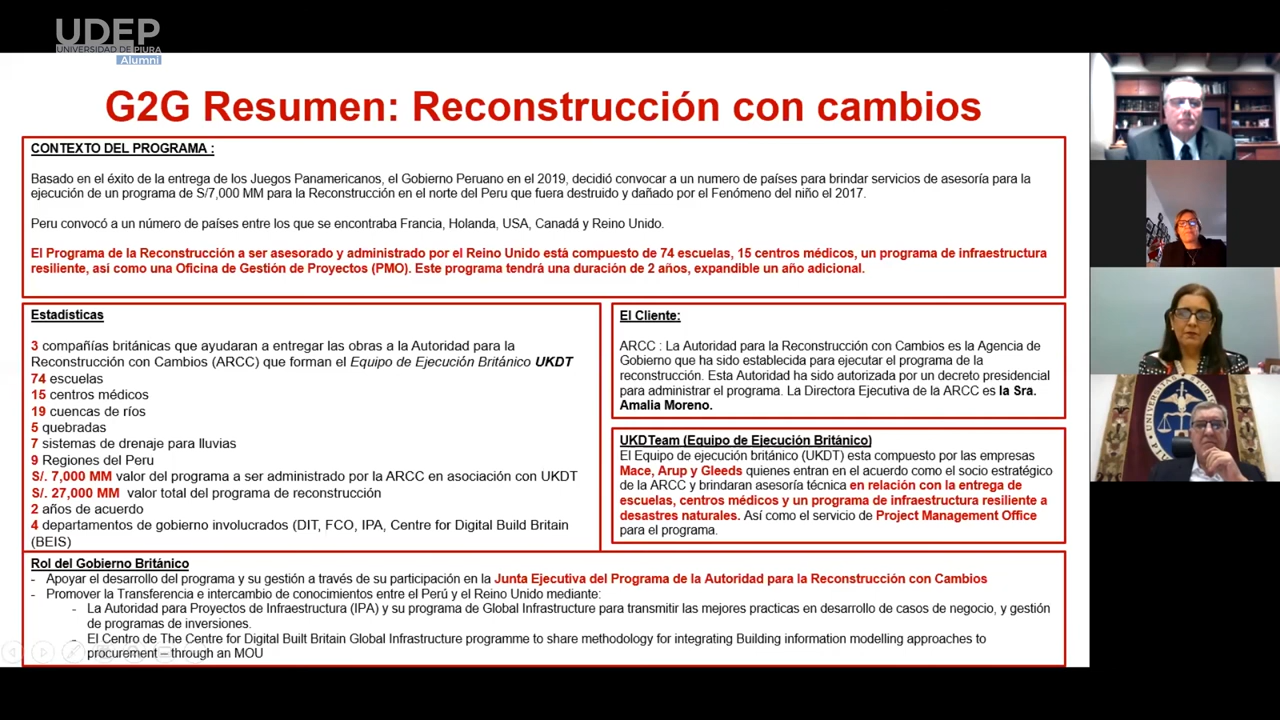 UDEP
UNIVERSIDAD DE PIURA
Alumni
G2G Resumen: Reconstrucción con cambios
CONTEXTO DEL PROGRAMA :
Basado en el éxito de la entrega de los Juegos Panamericanos, el Gobierno Peruano en el 2019, decidió convocar a un numero de países para brindar servicios de asesoría para la
ejecución de un programa de S/7,000 MM para la Reconstrucción en el norte del Peru que fuera destruido y dañado por el Fenómeno del niño el 2017.
Peru convocó a un número de países entre los que se encontraba Francia, Holanda, USA, Canadá y Reino Unido.
El Programa de la Reconstrucción a ser asesorado y administrado por el Reino Unido está compuesto de 74 escuelas, 15 centros médicos, un programa de infraestructura
resiliente, así como una Oficina de Gestión de Proyectos (PMO). Este programa tendrá una duración de 2 años, expandible un año adicional.
Estadísticas
3 compañías británicas que ayudaran a entregar las obras a la Autoridad para la
Reconstrucción con Cambios (ARCC) que forman el Equipo de Ejecución Británico UKDT
74 escuelas
15 centros médicos
19 cuencas de ríos
5 quebradas
7 sistemas de drenaje para lluvias
9 Regiones del Peru
S/. 7,000 MM valor del programa a ser administrado por la ARCC en asociación con UKDT
S/. 27,000 MM valor total del programa de reconstrucción
2 años de acuerdo
4 departamentos de gobierno involucrados (DIT, FCO, IPA, Centre for Digital Build Britain
(BEIS)
El Cliente:
ARCC : La Autoridad para la Reconstrucción con Cambios es la Agencia de
Gobierno que ha sido establecida para ejecutar el programa de la
reconstrucción. Esta Autoridad ha sido autorizada por un decreto presidencial
para administrar el programa. La Directora Ejecutiva de la ARCC es la Sra.
Amalia Moreno.
UKDTeam (Equipo de Ejecución Británico)
El Equipo de ejecución británico (UKDT) esta compuesto por las empresas
Mace, Arup y Gleeds quienes entran en el acuerdo como el socio estratégico
de la ARCC y brindaran asesoría técnica en relación con la entrega de
escuelas, centros médicos y un programa de infraestructura resiliente a
desastres naturales. Así como el servicio de Project Management Office
para el programa.
Rol del Gobierno Británico
- Apoyar el desarrollo del programa y su gestión a través de su participación en la Junta Ejecutiva del Programa de la Autoridad para la Reconstrucción con Cambios
- Promover la Transferencia e intercambio de conocimientos entre el Perú y el Reino Unido mediante:
- La Autoridad para Proyectos de Infraestructura (IPA) y su programa de Global Infrastructure para transmitir las mejores practicas en desarrollo de casos de negocio, y gestión
de programas de inversiones.
- El Centro de The Centre for Digital Built Britain Global Infrastructure programme to share methodology for integrating Building information modelling approaches to
procurement – through an MOU